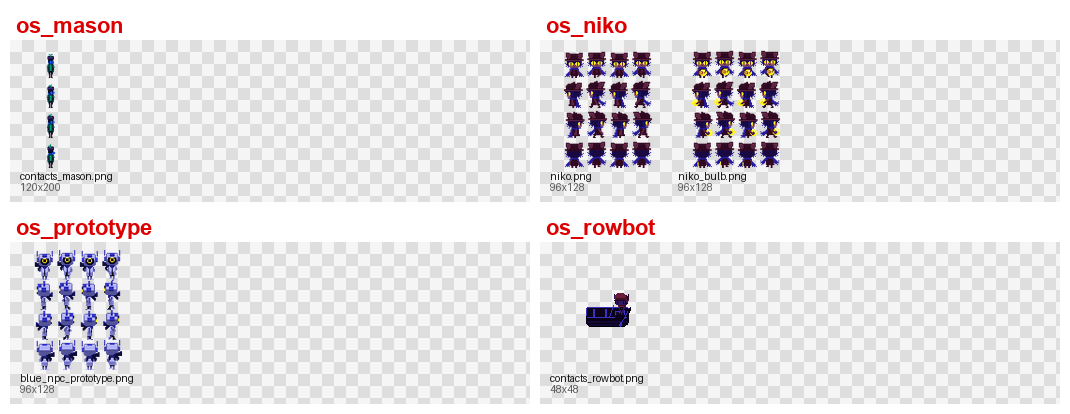 os_mason
contacts_mason.png
120x200
os_niko
niko.png
96x128
niko_bulb.png
96x128
os_prototype
blue_npc_prototype.png
96x128
os_rowbot
contacts_rowbot.png
48x48